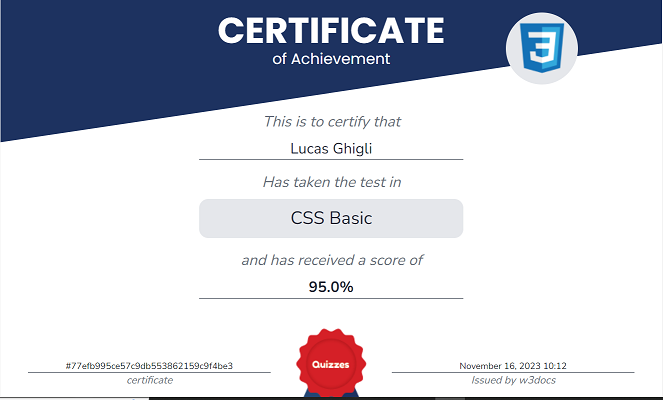 CERTIFICATE
of Achievement
This is to certify that
Lucas Ghigli
Has taken the test in
CSS Basic
and has received a score of
95.0%
#77efb995ce57c9db553862159c9f4be3
certificate
Quizzes
November 16, 2023 10:12
Issued by w3docs